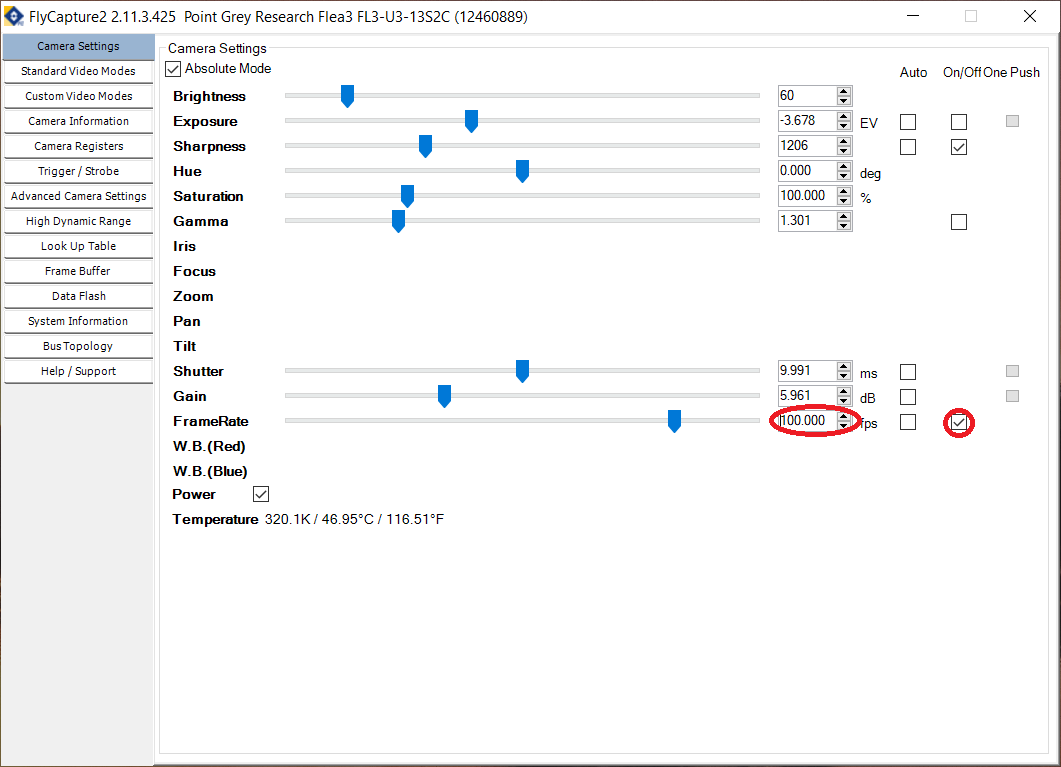 FlyCapture2 2.11.3.425 Point Grey Research Flea3 FL3-U3-13S2C (12460889)
Camera Settings
Standard Video Modes
Custom Video Modes
Camera Information
Camera Registers
Trigger / Strobe
Advanced Camera Settings
High Dynamic Range
Look Up Table
Frame Buffer
Data Flash
System Information
Bus Topology
Help / Support
Camera Settings
Absolute Mode
Auto On/Off One Push
Brightness 60
Exposure -3.678 EV
Sharpness 1206
Hue 0.000 deg
Saturation 100.000 %
Gamma 1.301
Iris
Focus
Zoom
Pan
Tilt
Shutter 9.991 ms
Gain 5.961 dB
FrameRate 100.000 fps
W.B.(Red)
W.B.(Blue)
Power
Temperature 320.1K / 46.95°C / 116.51°F